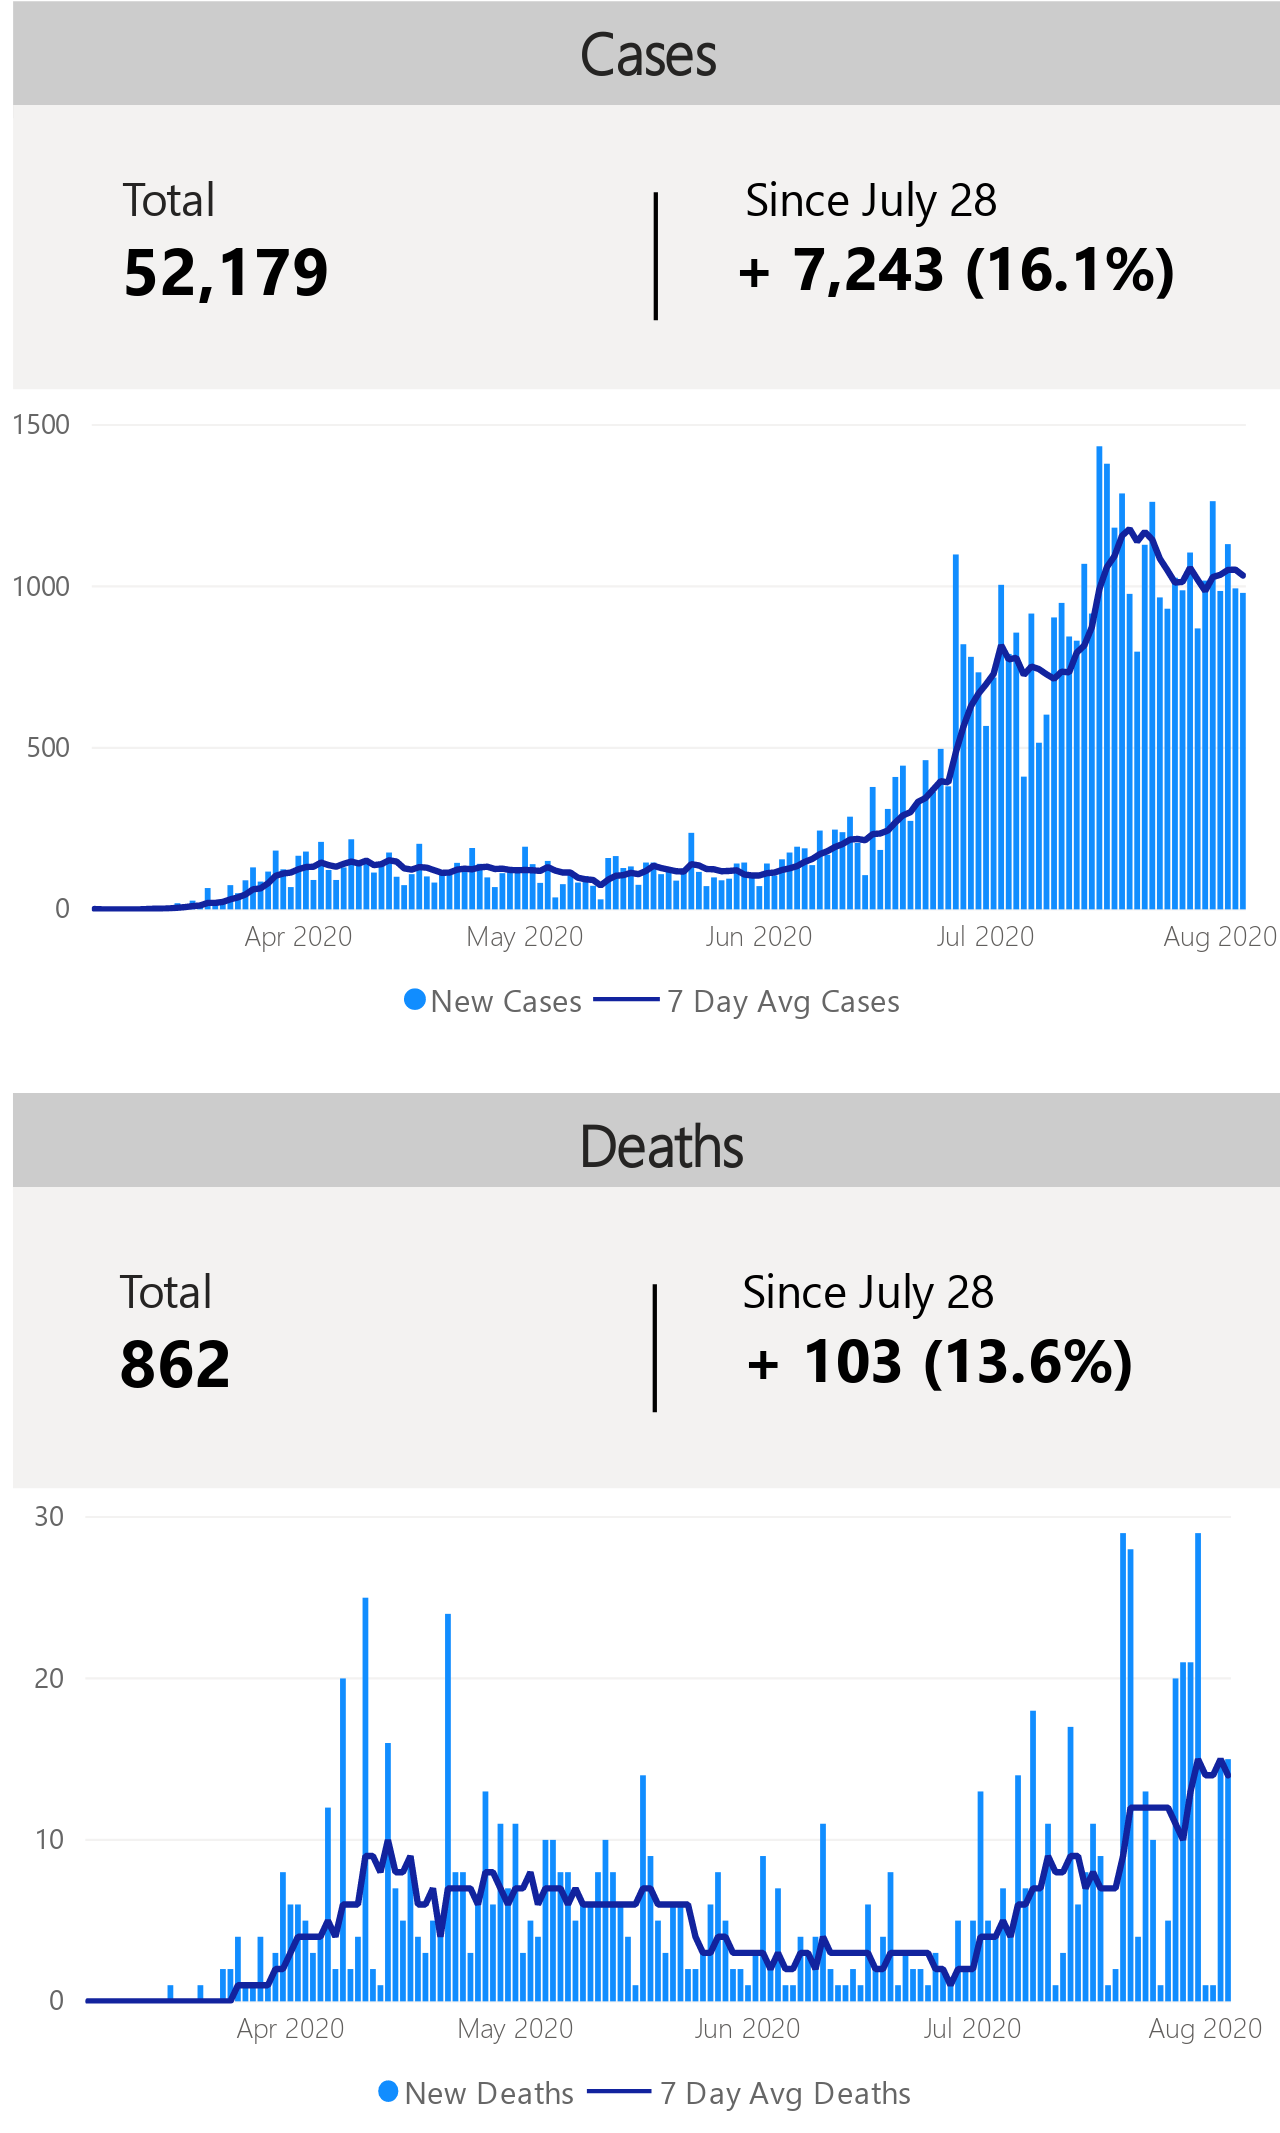 Cases
Total
Since July 28
52,179
+ 7,243 (16.1%)
1500
1000
500
0
Apr 2020
May 2020
Jun 2020
Jul 2020
Aug 2020
New Cases
7 Day Avg Cases
Deaths
Total
Since July 28
862
+ 103 (13.6%)
30
20
10
0
Apr 2020
May 2020
Jun 2020
Jul 2020
Aug 2020
New Deaths
7 Day Avg Deaths